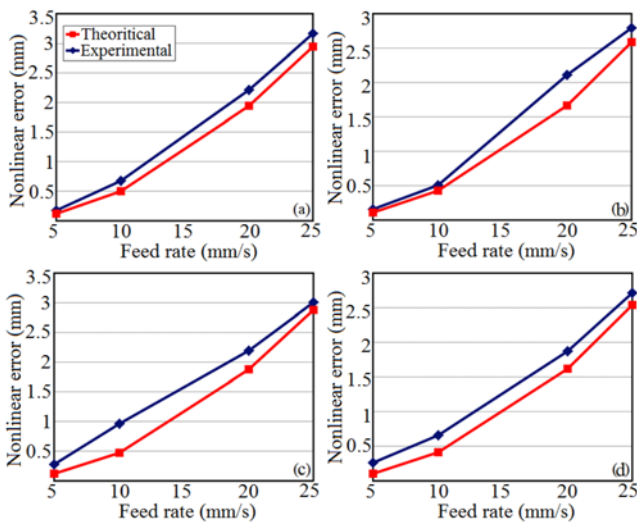 3.5
3
2.5
2
1.5
1
0.5
Nonlinear error (mm)
Theoritical
Experimental
(a)
5 10 15 20 25
Feed rate (mm/s)
3
2.5
2
1.5
1
0.5
Nonlinear error (mm)
(b)
5 10 15 20 25
Feed rate (mm/s)
3.5
3
2.5
2
1.5
1
0.5
Nonlinear error (mm)
(c)
5 10 15 20 25
Feed rate (mm/s)
3
2.5
2
1.5
1
0.5
Nonlinear error (mm)
(d)
5 10 15 20 25
Feed rate (mm/s)